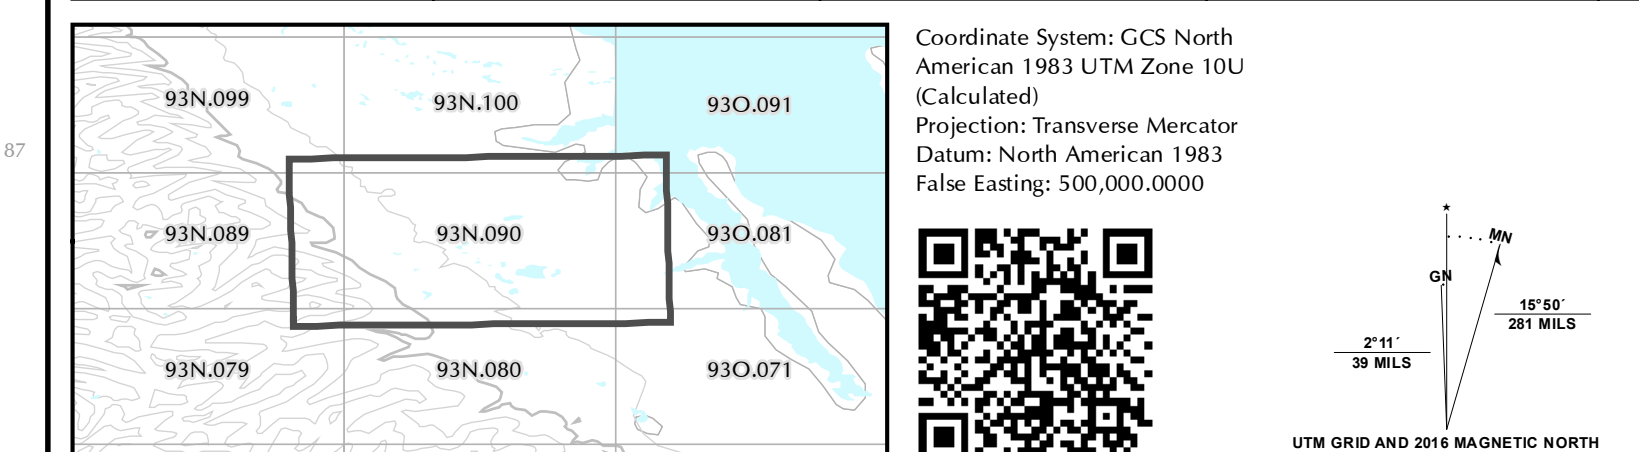 87
93N.099 93N.100 93O.091
93N.089 93N.090 93O.081
93N.079 93N.080 93O.071
Coordinate System: GCS North
American 1983 UTM Zone 10U
(Calculated)
Projection: Transverse Mercator
Datum: North American 1983
False Easting: 500,000.0000
MN
GN
15°50´
281 MILS
2°11´
39 MILS
UTM GRID AND 2016 MAGNETIC NORTH